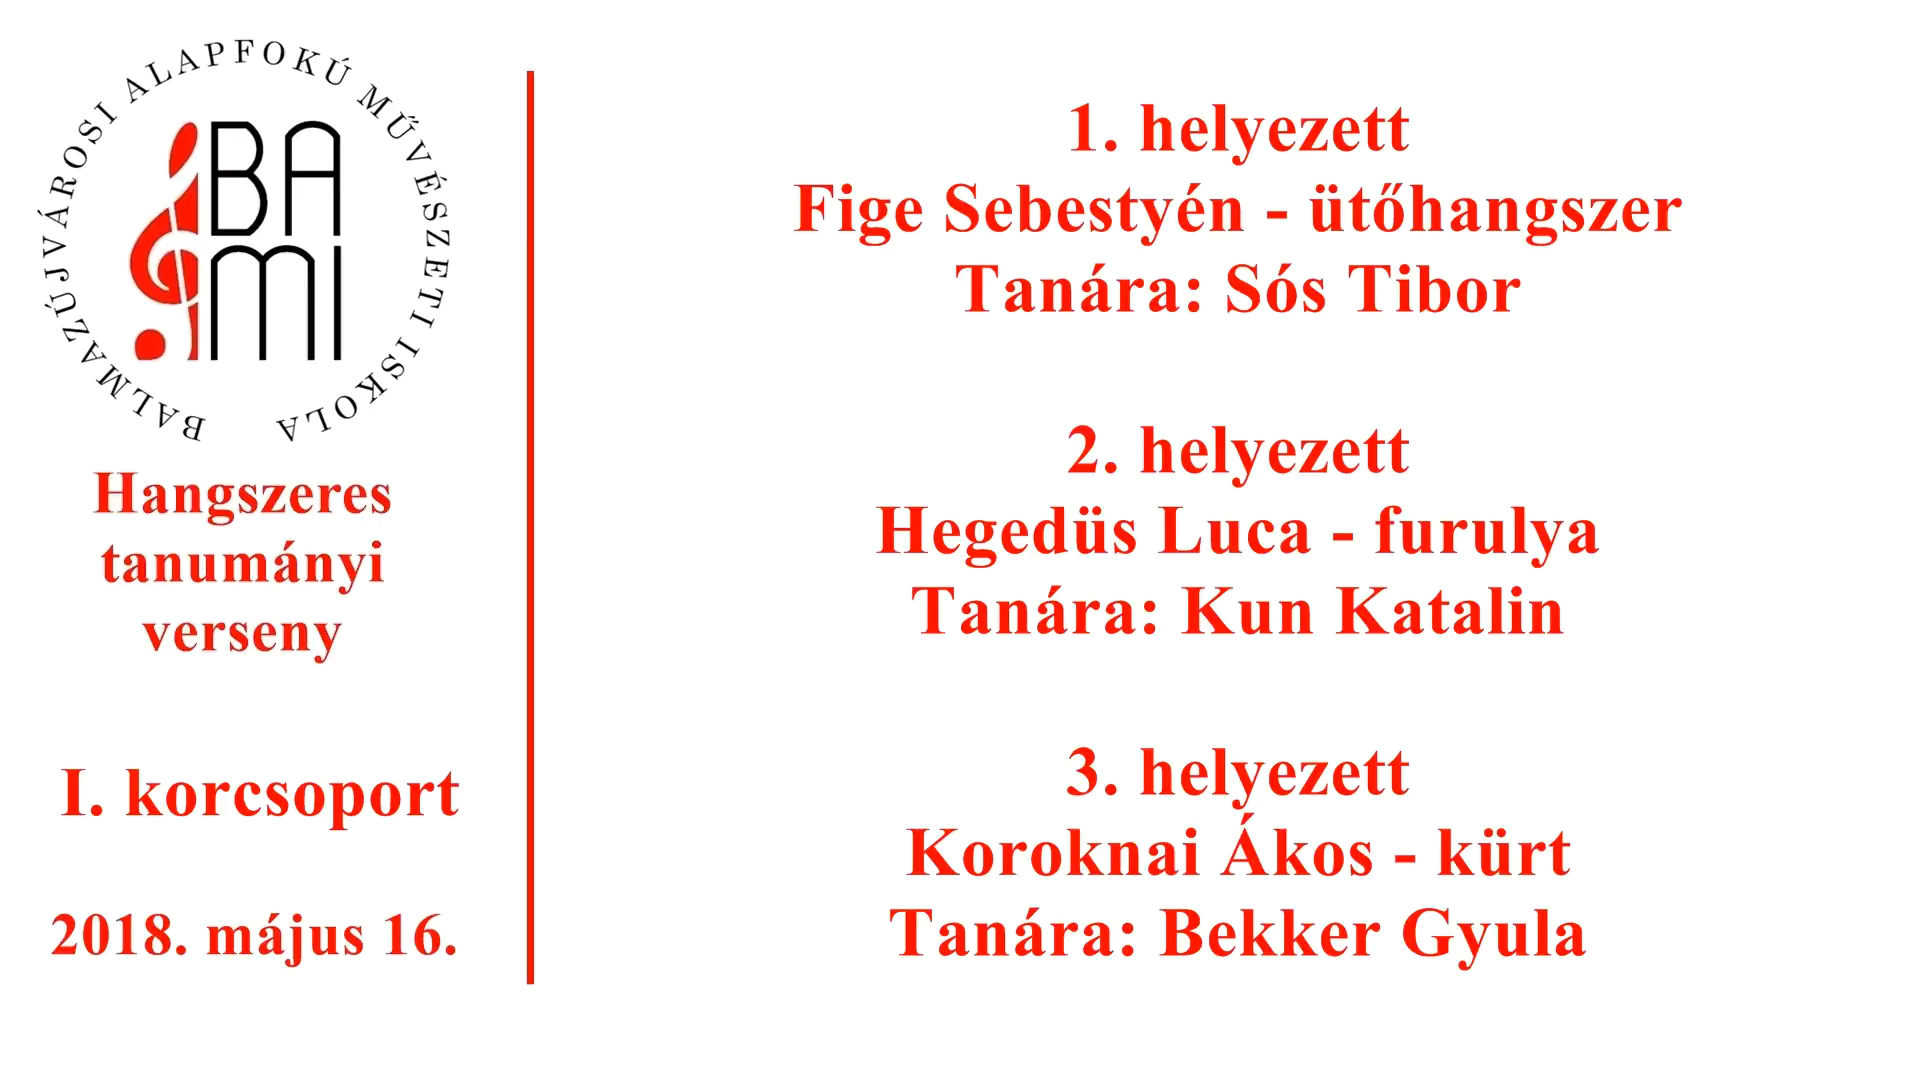 BALMAZÚJVÁROSI ALAPFOKÚ MŰVÉSZETI ISKOLA
BA
MI
Hangszeres
tanumányi
verseny
I. korcsoport
2018. május 16.
1. helyezett
Fige Sebestyén - ütőhangszer
Tanára: Sós Tibor
2. helyezett
Hegedüs Luca - furulya
Tanára: Kun Katalin
3. helyezett
Koroknai Ákos - kürt
Tanára: Bekker Gyula